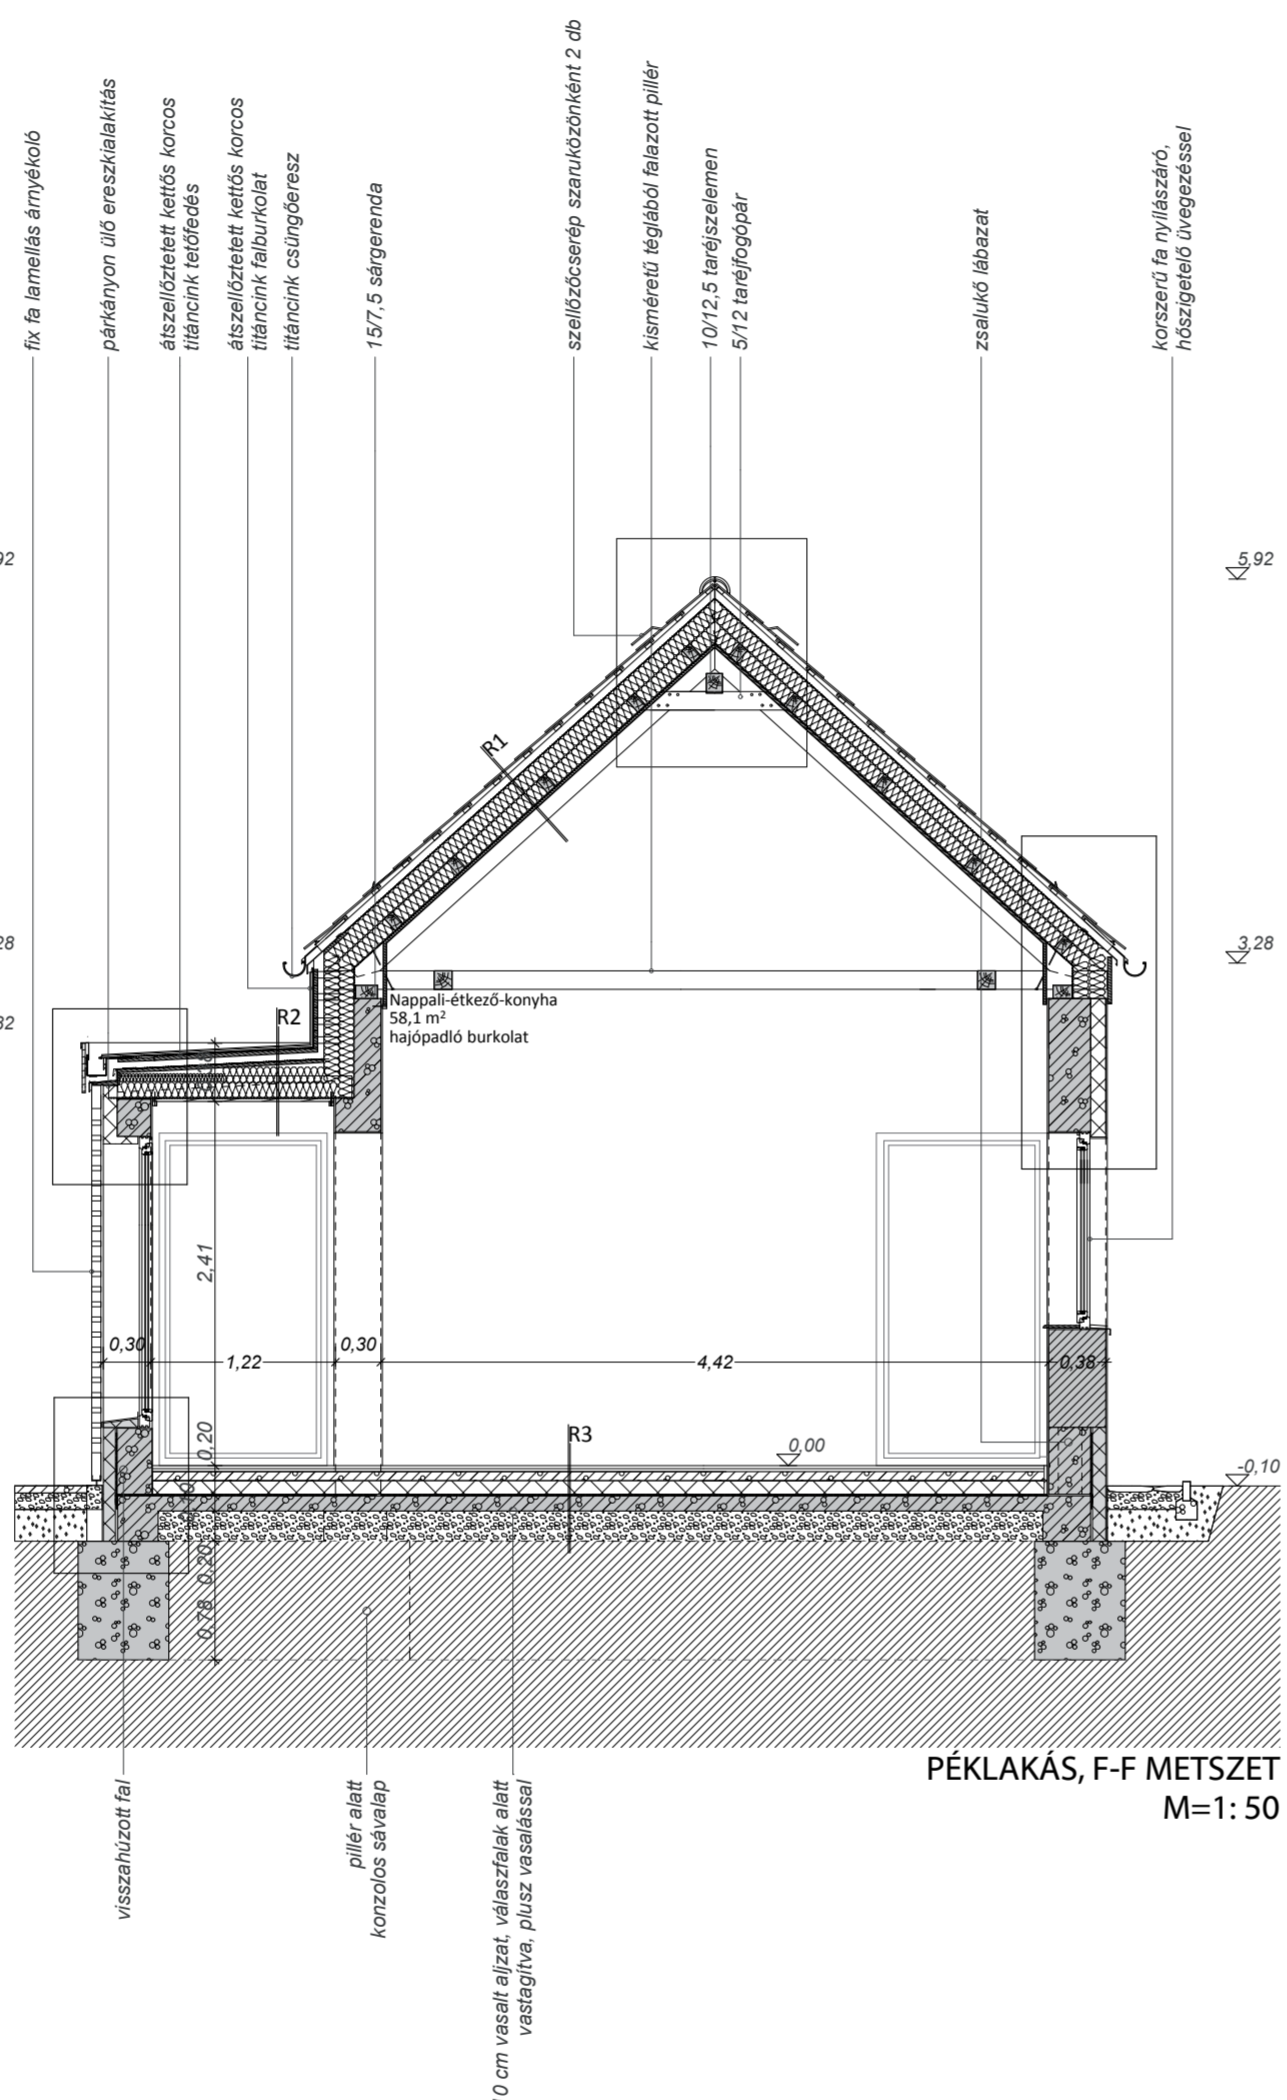 fix fa lamellás árnyékoló
párkányon ülő ereszkialakítás
átszellőztetett kettős korcos
titáncink tetőfedés
átszellőztetett kettős korcos
titáncink falburkolat
titáncink csüngőeresz
15/7,5 sárgerenda
szellőzőcserép szaruközönként 2 db
kisméretű téglából falazott pillér
10/12,5 taréjszelemen
5/12 taréjfogópár
zsalukő lábazat
korszerű fa nyílászáró,
hőszigetelő üvegezéssel
92
5,92
R1
28
3,28
32
R2
Nappali-étkező-konyha
58,1 m²
hajópadló burkolat
2,41
0,30
1,22
0,30
4,42
0,38
0,20
R3
0,00
-0,10
0,20
0,78
PÉKLAKÁS, F-F METSZET
M=1: 50
visszahúzott fal
pillér alatt
konzolos sávalap
0 cm vasalt aljzat, válaszfalak alatt
vastagítva, plusz vasalással